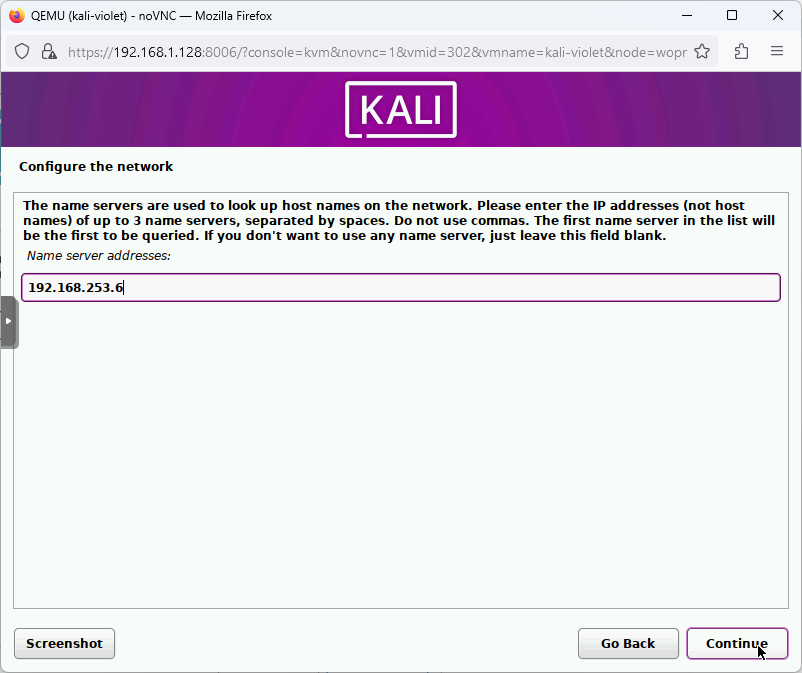 QEMU (kali-violet) - noVNC — Mozilla Firefox
https://192.168.1.128:8006/?console=kvm&novnc=1&vmid=302&vmname=kali-violet&node=wopr
KALI
Configure the network
The name servers are used to look up host names on the network. Please enter the IP addresses (not host
names) of up to 3 name servers, separated by spaces. Do not use commas. The first name server in the list will
be the first to be queried. If you don't want to use any name server, just leave this field blank.
Name server addresses:
192.168.253.6
Screenshot
Go Back
Continue